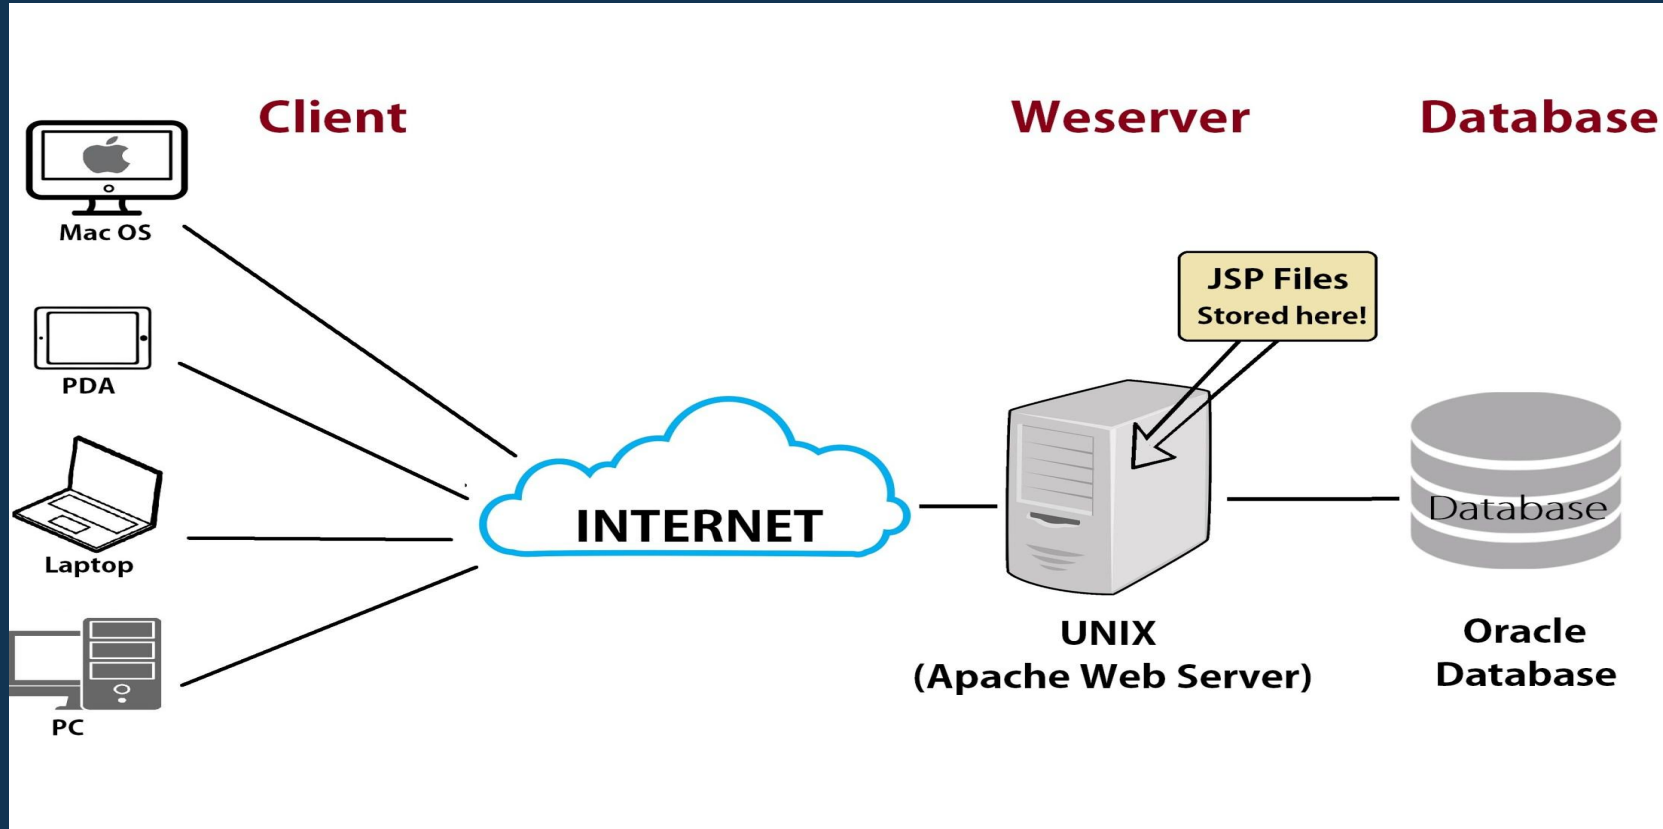 Client
Weserver
Database
Mac OS
PDA
Laptop
PC
INTERNET
JSP Files
Stored here!
UNIX
(Apache Web Server)
Database
Oracle
Database